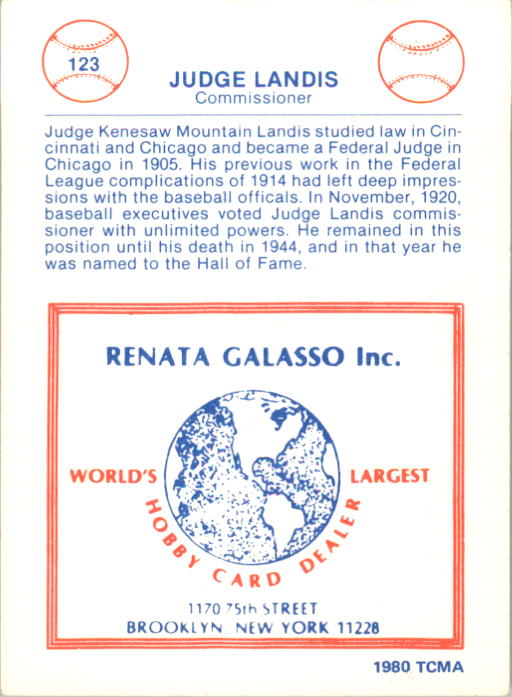 123
JUDGE LANDIS
Commissioner
Judge Kenesaw Mountain Landis studied law in Cin-
cinnati and Chicago and became a Federal Judge in
Chicago in 1905. His previous work in the Federal
League complications of 1914 had left deep impres-
sions with the baseball officals. In November, 1920,
baseball executives voted Judge Landis commis-
sioner with unlimited powers. He remained in this
position until his death in 1944, and in that year he
was named to the Hall of Fame.
RENATA GALASSO Inc.
WORLD'S LARGEST
HOBBY CARD DEALER
1170 75th STREET
BROOKLYN, NEW YORK 11228
1980 TCMA